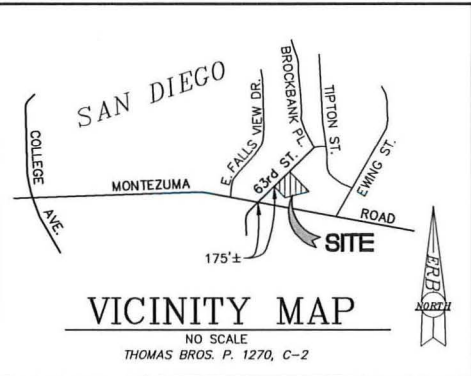 SAN DIEGO
COLLEGE
AVE.
MONTEZUMA
E. FALLS VIEW DR.
63rd ST.
BROCKBANK PL.
TIPTON ST.
EWING ST.
ROAD
175'±
SITE
ERB
NORTH
VICINITY MAP
NO SCALE
THOMAS BROS. P. 1270, C-2